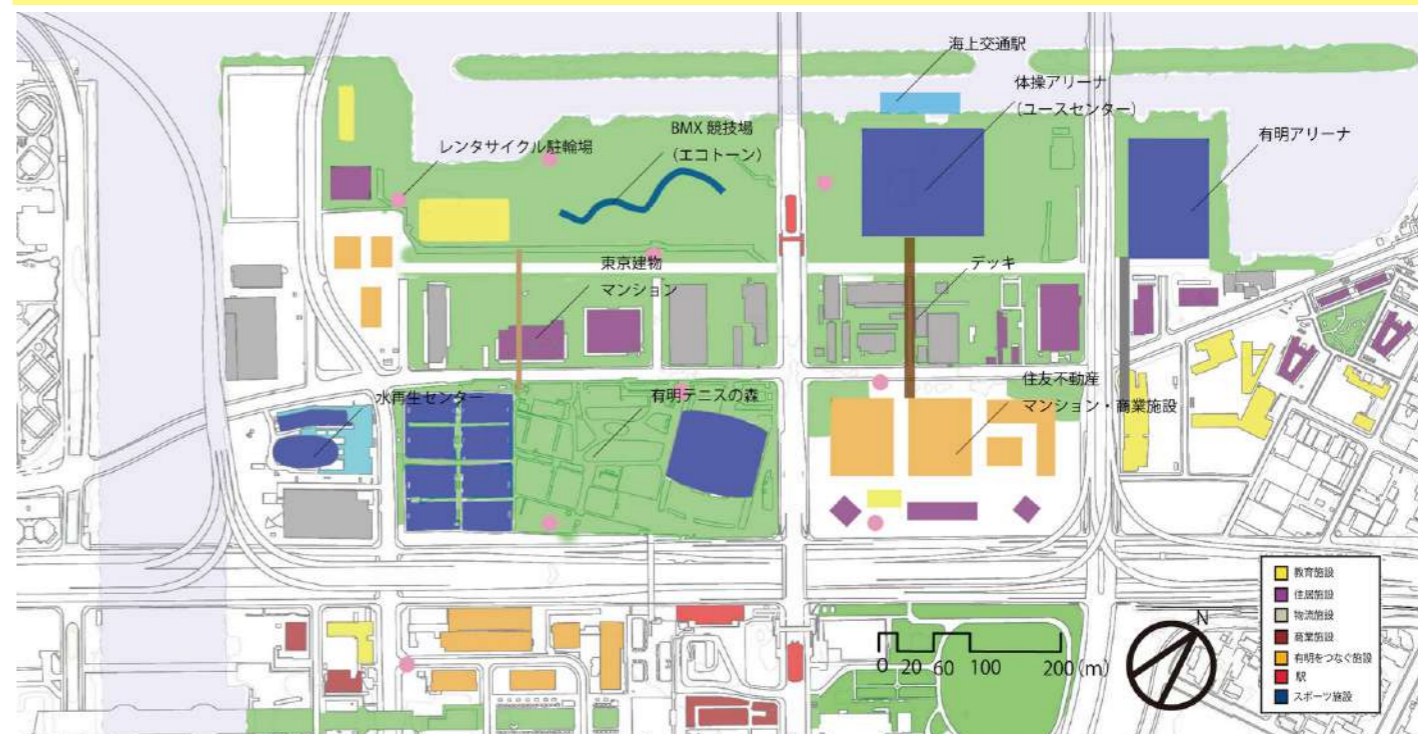 海上交通駅
体操アリーナ
(ユースセンター)
有明アリーナ
BMX 競技場
(エコトーン)
レンタサイクル駐輪場
東京建物
マンション
デッキ
水再生センター
有明テニスの森
住友不動産
マンション・商業施設
教育施設
住居施設
物流施設
商業施設
有明をつなぐ施設
駅
スポーツ施設
N
0 20 60 100 200 (m)